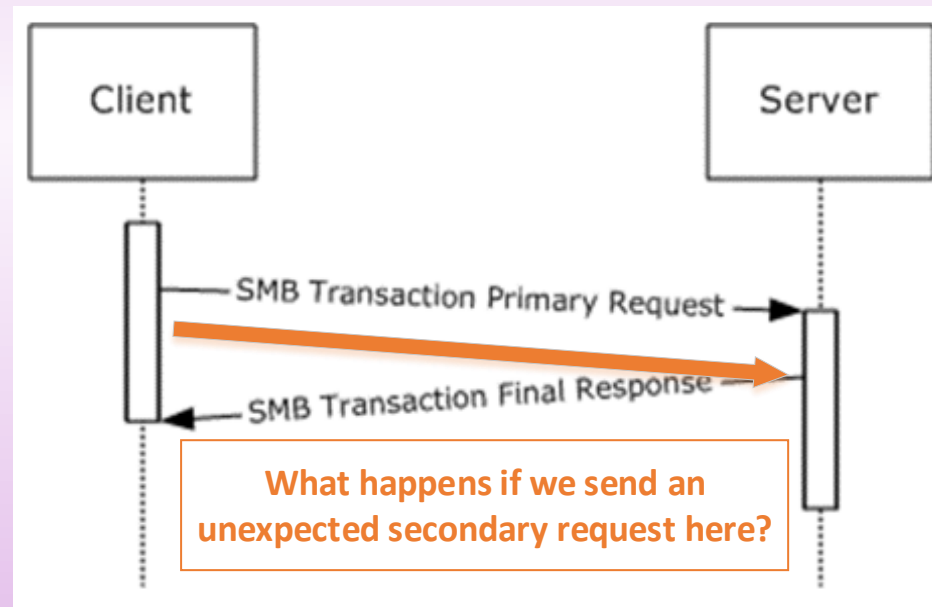 Client
Server
SMB Transaction Primary Request
SMB Transaction Final Response
What happens if we send an
unexpected secondary request here?